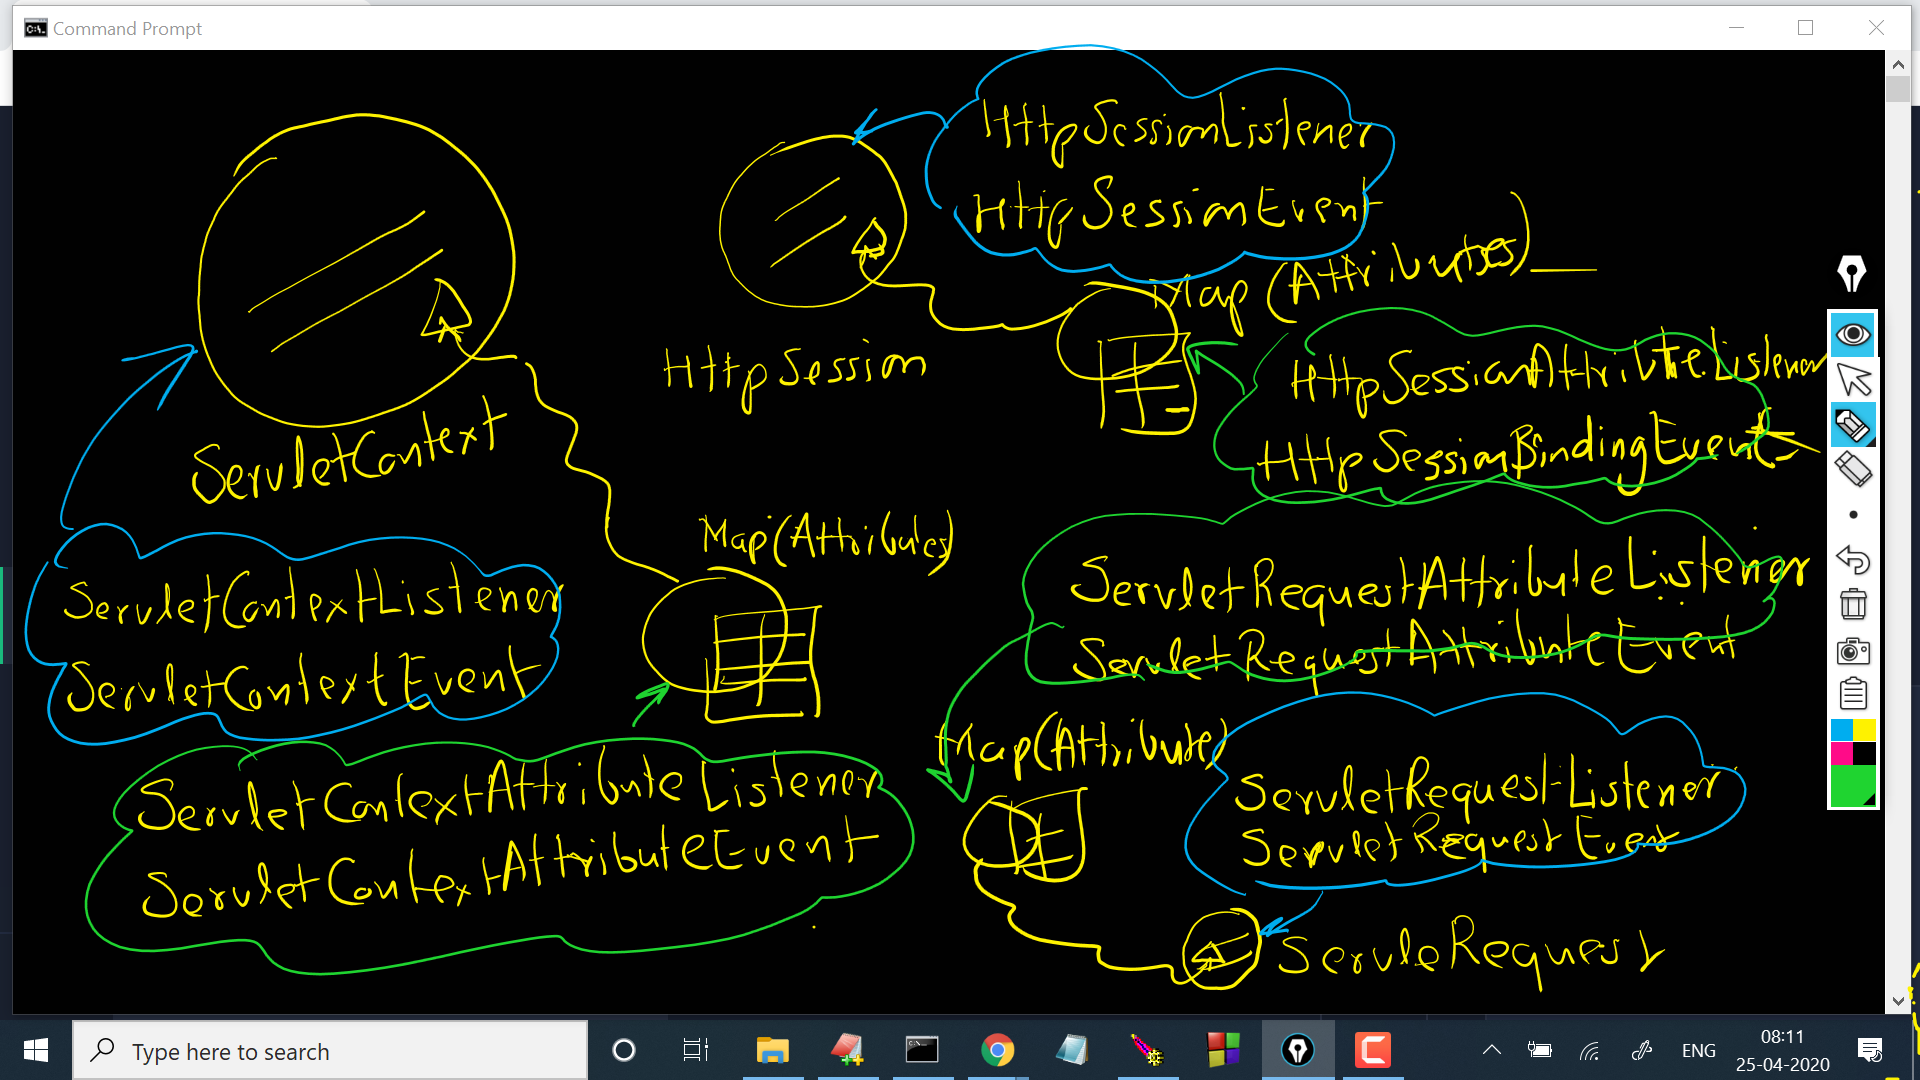 Command Prompt
HttpSessionListener
HttpSessionEvent
Map (Attributes)
HttpSession
HttpSessionAttributeListener
HttpSessionBindingEvent
ServletContext
Map(Attributes)
ServletContextListener
ServletContextEvent
ServletRequestAttributeListener
ServletRequestAttributeEvent
Map(Attribute)
ServletRequestListener
ServletRequestEvent
ServletContextAttributeListener
ServletContextAttributeEvent
ServleRequest
Type here to search
ENG
08:11
25-04-2020